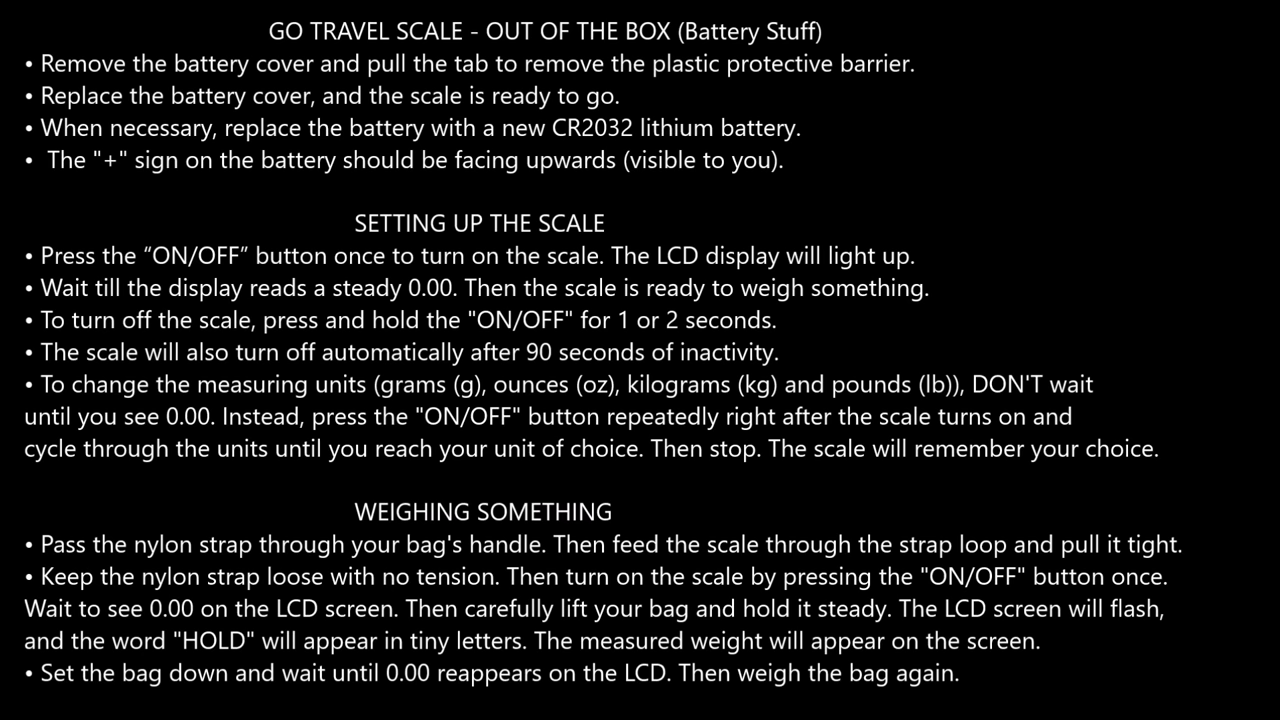 GO TRAVEL SCALE - OUT OF THE BOX (Battery Stuff)
• Remove the battery cover and pull the tab to remove the plastic protective barrier.
• Replace the battery cover, and the scale is ready to go.
• When necessary, replace the battery with a new CR2032 lithium battery.
•  The "+" sign on the battery should be facing upwards (visible to you).
SETTING UP THE SCALE
• Press the “ON/OFF” button once to turn on the scale. The LCD display will light up.
• Wait till the display reads a steady 0.00. Then the scale is ready to weigh something.
• To turn off the scale, press and hold the "ON/OFF" for 1 or 2 seconds.
• The scale will also turn off automatically after 90 seconds of inactivity.
• To change the measuring units (grams (g), ounces (oz), kilograms (kg) and pounds (lb)), DON'T wait
until you see 0.00. Instead, press the "ON/OFF" button repeatedly right after the scale turns on and
cycle through the units until you reach your unit of choice. Then stop. The scale will remember your choice.
WEIGHING SOMETHING
• Pass the nylon strap through your bag's handle. Then feed the scale through the strap loop and pull it tight.
• Keep the nylon strap loose with no tension. Then turn on the scale by pressing the "ON/OFF" button once.
Wait to see 0.00 on the LCD screen. Then carefully lift your bag and hold it steady. The LCD screen will flash,
and the word "HOLD" will appear in tiny letters. The measured weight will appear on the screen.
• Set the bag down and wait until 0.00 reappears on the LCD. Then weigh the bag again.